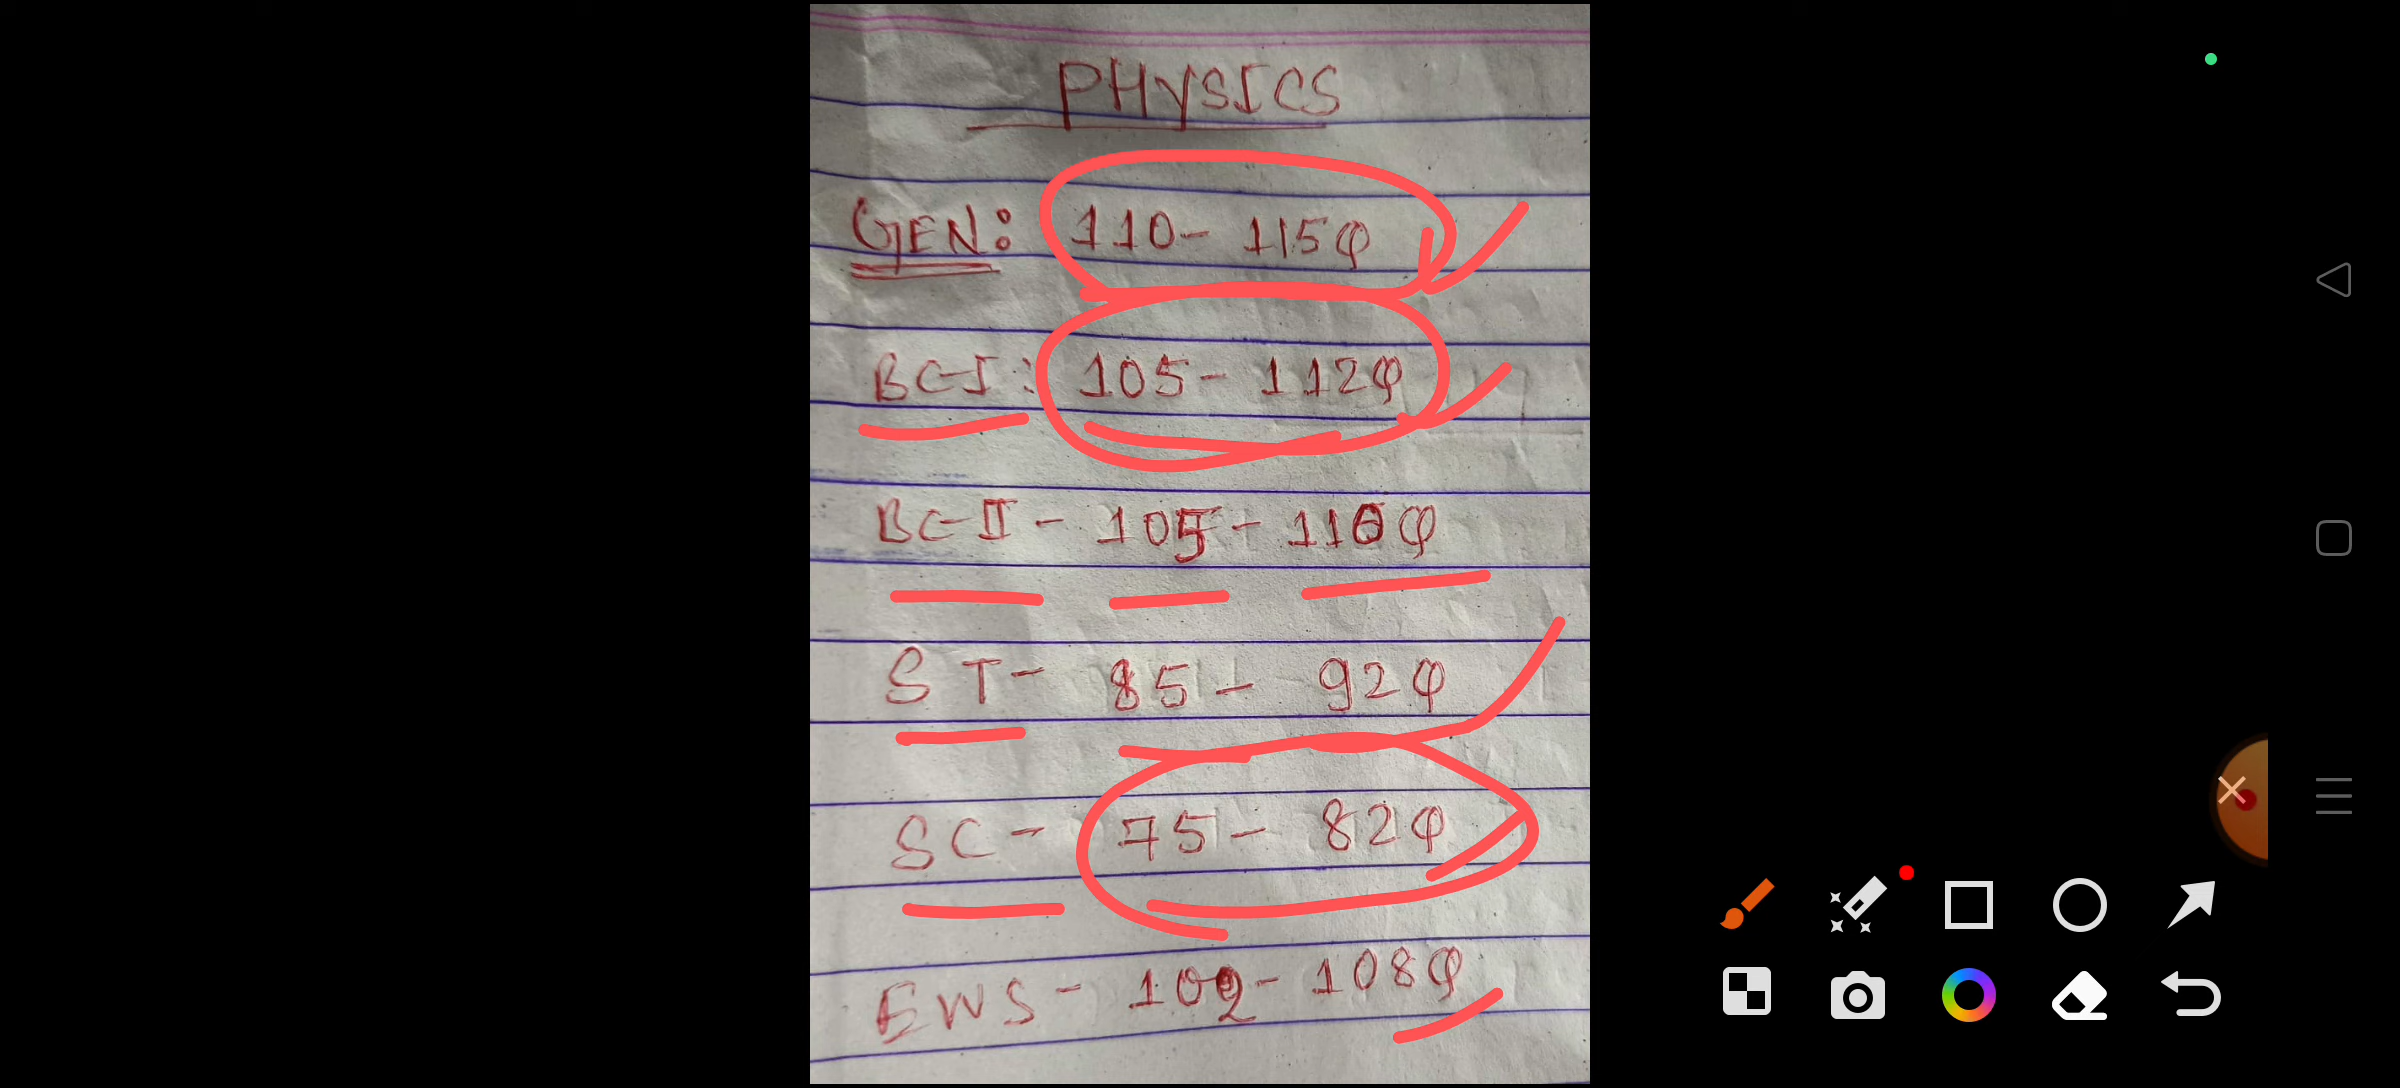 PHYSICS
GEN: 110- 115φ
BC-I: 105- 112φ
BC-II - 105- 110φ
ST- 85- 92φ
SC- 75- 82φ
EWS- 102- 108φ